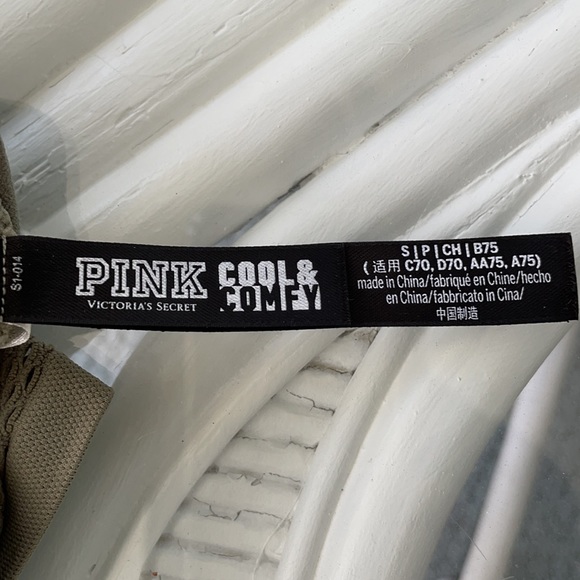 S1-014
PINK
VICTORIA'S SECRET
COOL&
COMFY
S|P|CH|B75
(适用 C70, D70, AA75, A75)
made in China/fabriqué en Chine/hecho
en China/fabbricato in Cina/
中国制造